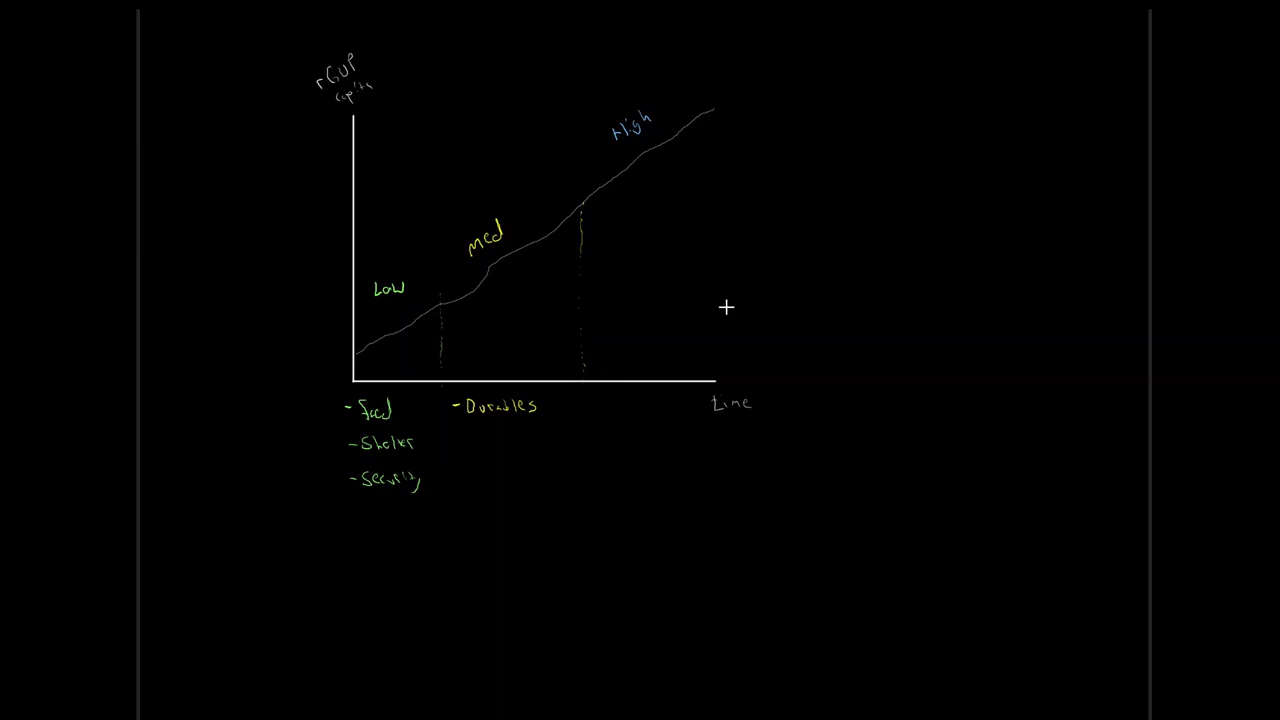 rGDP
capita
High
med
Low
- Food
- Durables
time
- Shelter
- Security